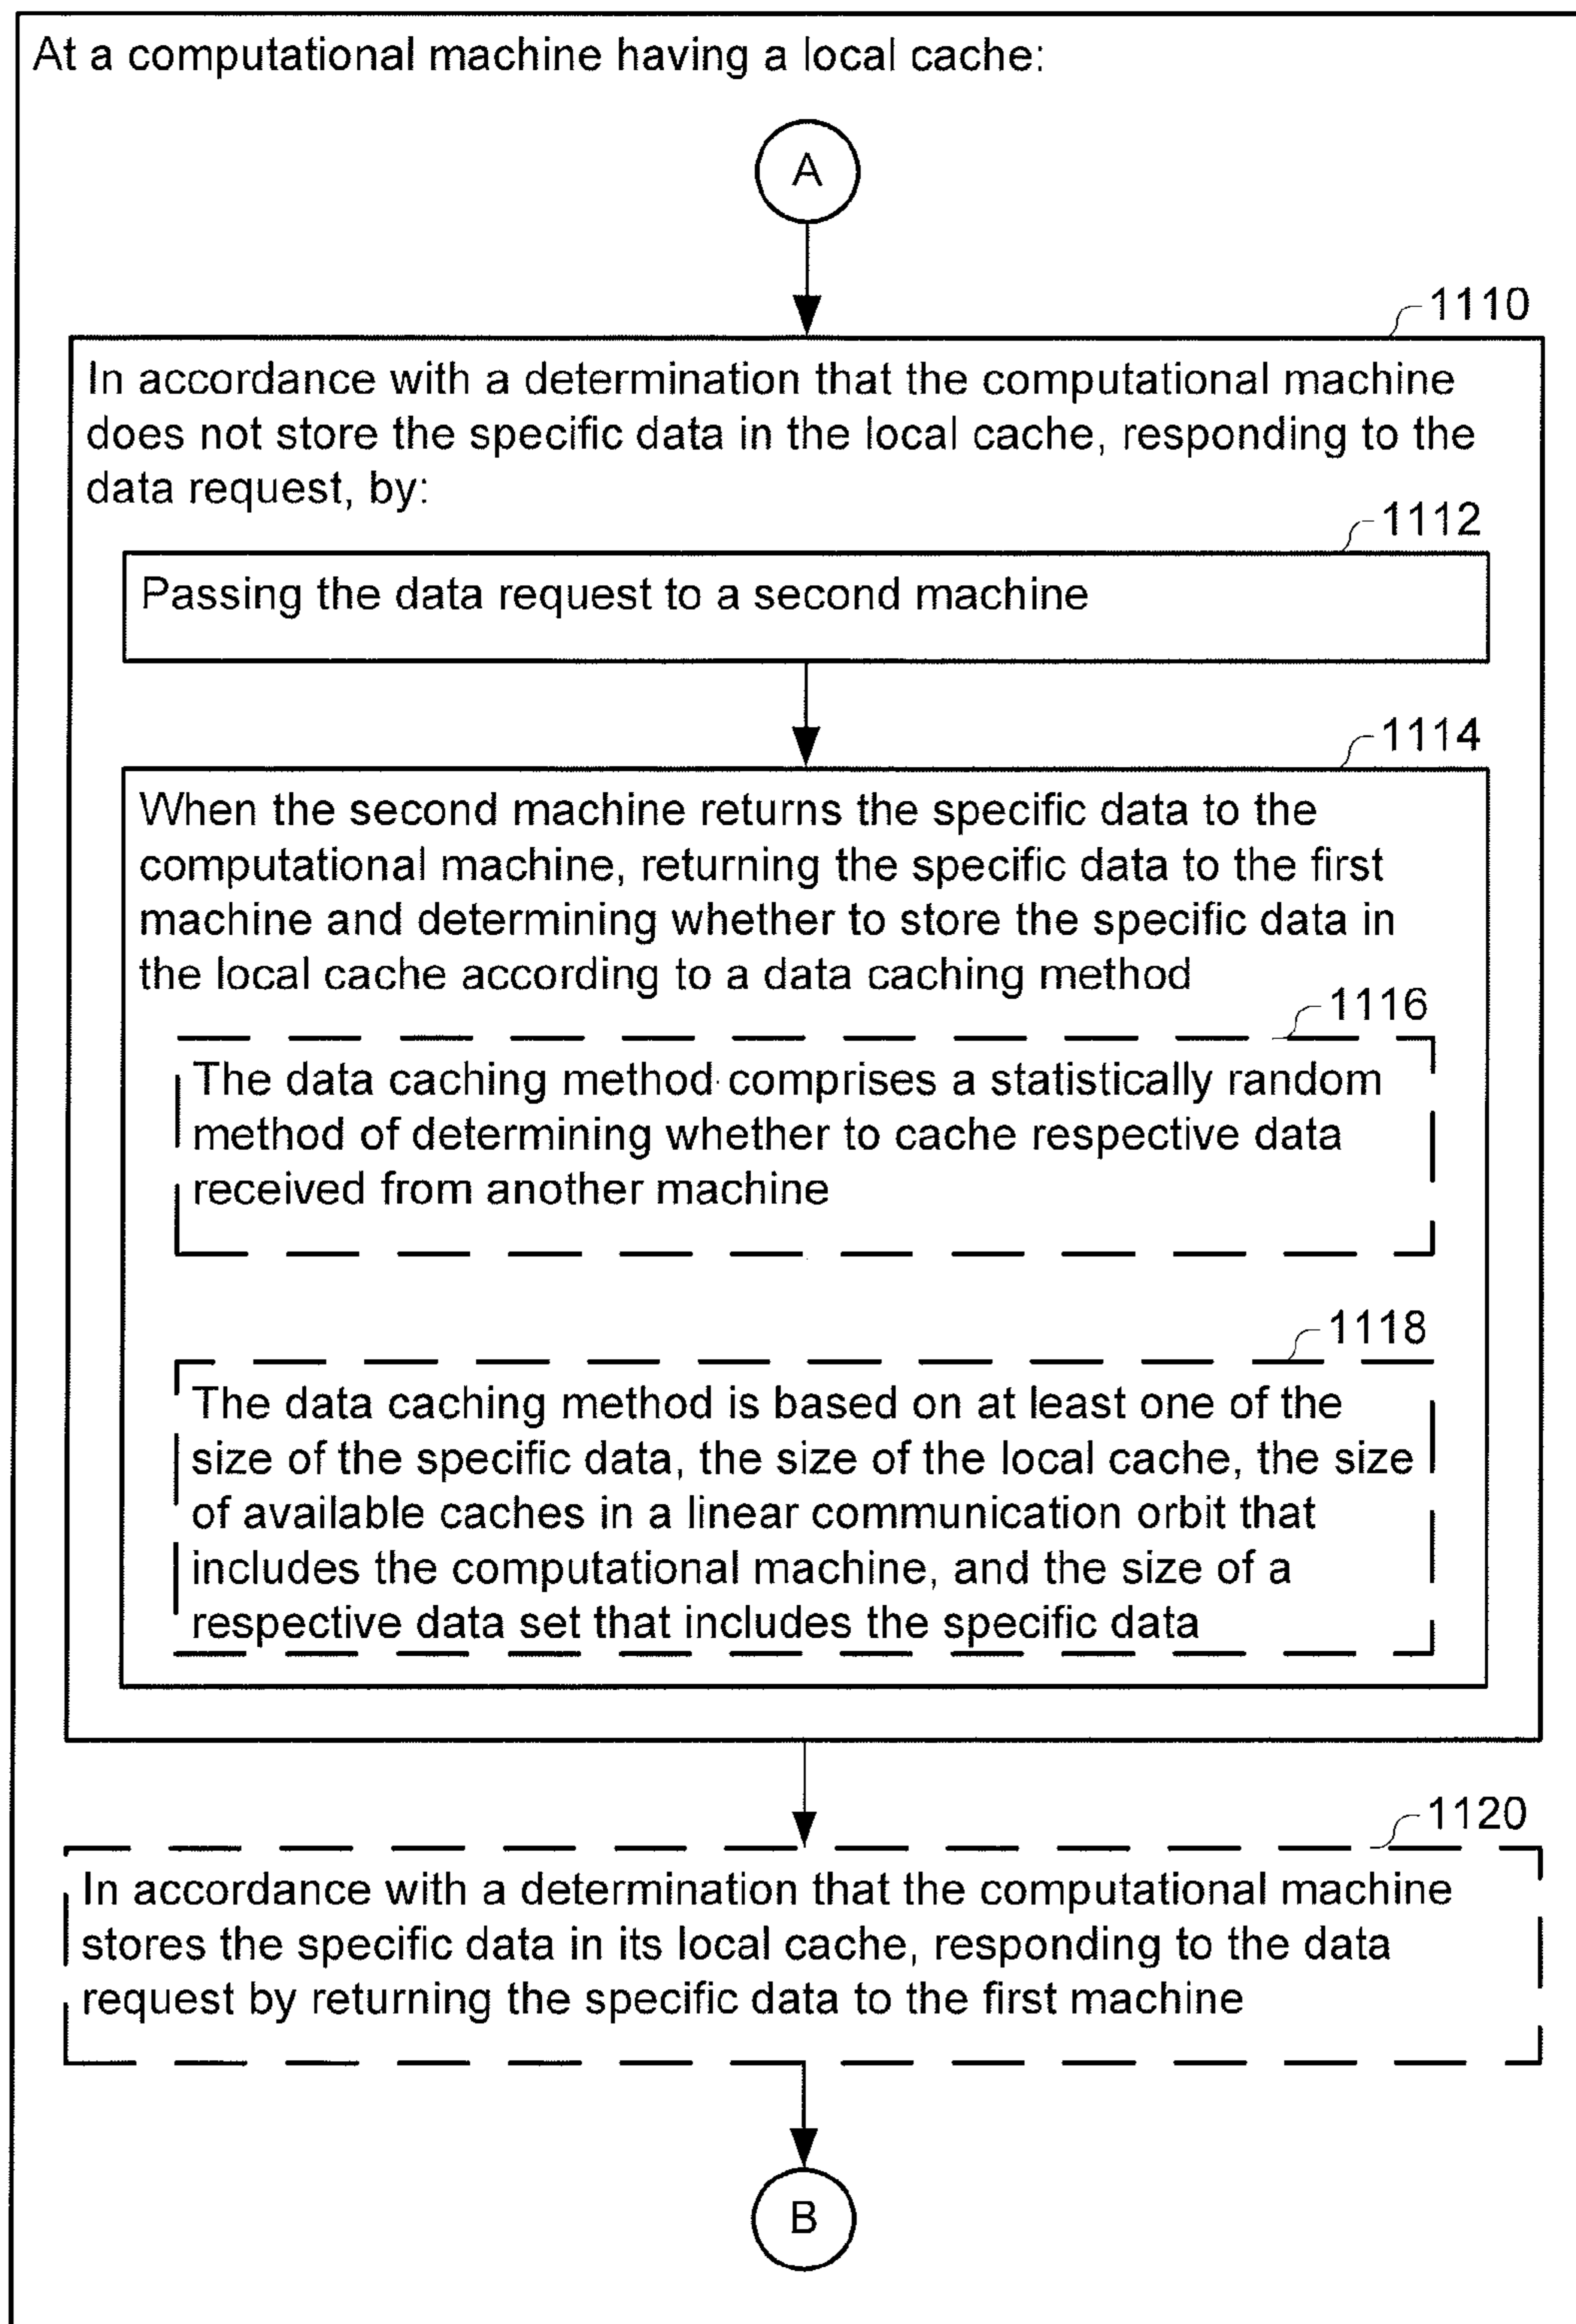 At a computational machine having a local cache:
A
1110
In accordance with a determination that the computational machine
does not store the specific data in the local cache, responding to the
data request, by:
1112
Passing the data request to a second machine
1114
When the second machine returns the specific data to the
computational machine, returning the specific data to the first
machine and determining whether to store the specific data in
the local cache according to a data caching method
1116
The data caching method comprises a statistically random
method of determining whether to cache respective data
received from another machine
1118
The data caching method is based on at least one of the
size of the specific data, the size of the local cache, the size
of available caches in a linear communication orbit that
includes the computational machine, and the size of a
respective data set that includes the specific data
1120
In accordance with a determination that the computational machine
stores the specific data in its local cache, responding to the data
request by returning the specific data to the first machine
B